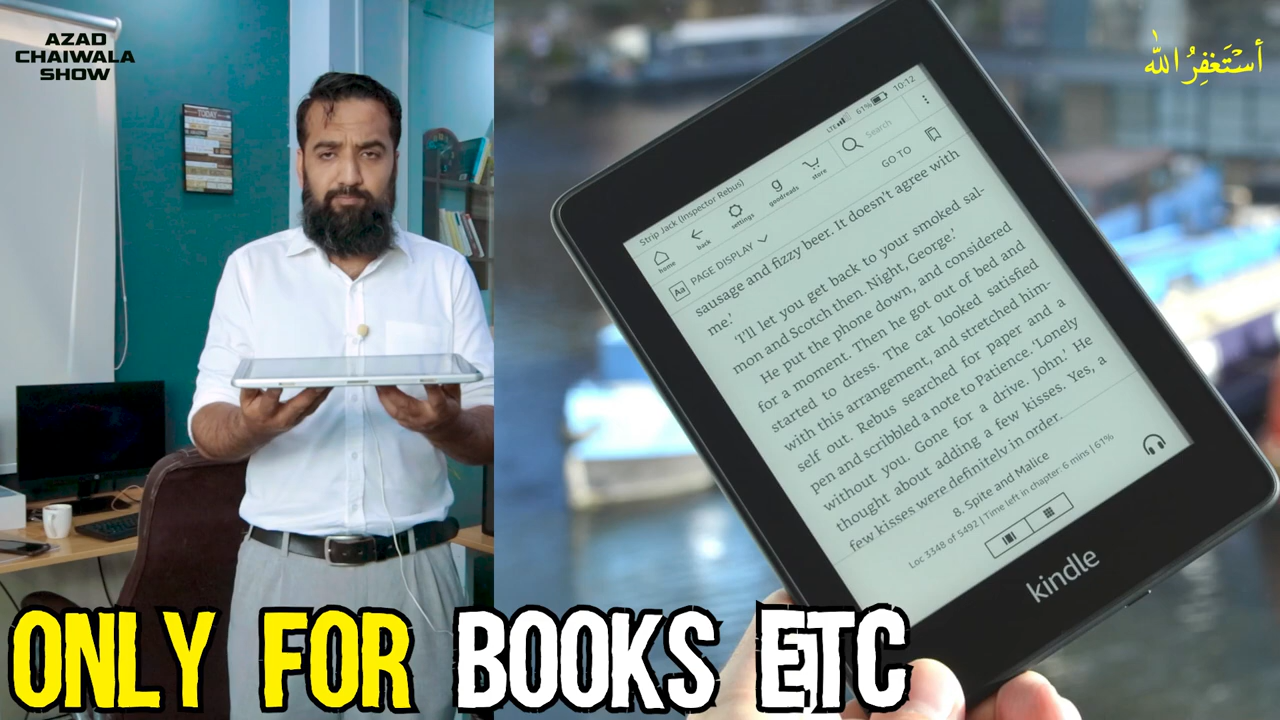 AZAD
CHAIWALA
SHOW
TODAY
أستغفر الله
LTE 61% 10:12
Strip Jack (Inspector Rebus)
home
back
settings
goodreads
store
Search
Aa PAGE DISPLAY
GO TO
sausage and fizzy beer. It doesn't agree with
me.'
'I'll let you get back to your smoked sal-
mon and Scotch then. Night, George.'
He put the phone down, and considered
for a moment. Then he got out of bed and
started to dress. The cat looked satisfied
with this arrangement, and stretched him-
self out. Rebus searched for paper and a
pen and scribbled a note to Patience. 'Lonely
without you. Gone for a drive. John.' He
thought about adding a few kisses. Yes, a
few kisses were definitely in order.
8. Spite and Malice
Loc 3348 of 5492 | Time left in chapter: 6 mins | 61%
kindle
ONLY FOR BOOKS ETC